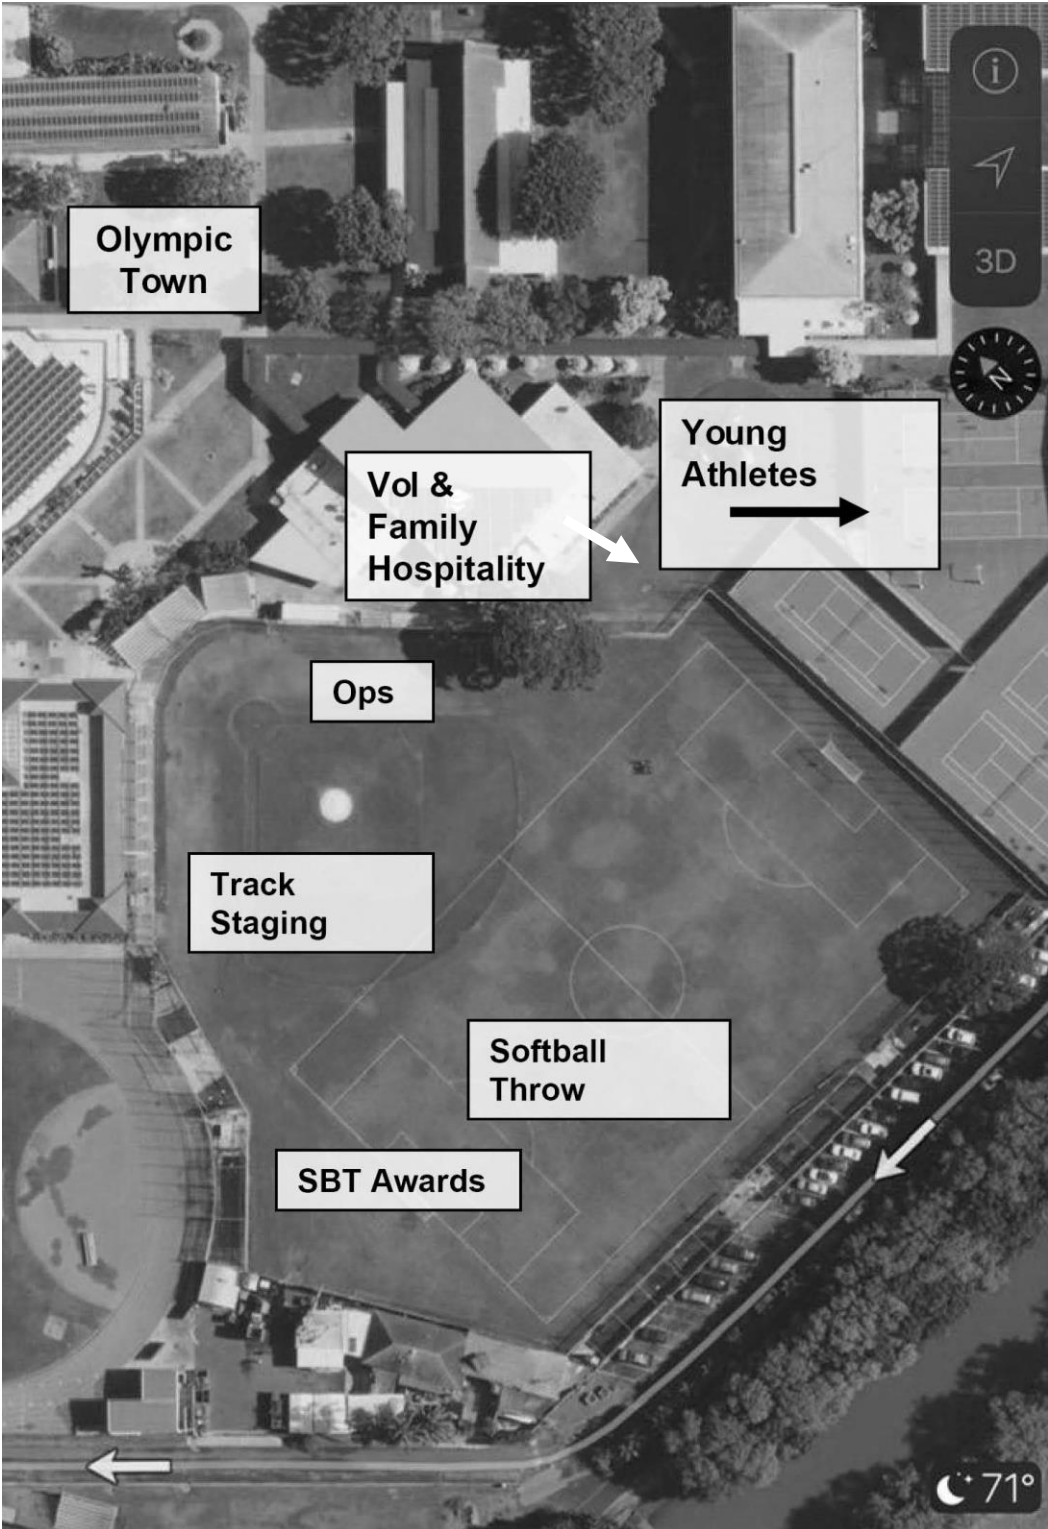 i
3D
N
Olympic
Town
Young
Athletes
Vol &
Family
Hospitality
Ops
Track
Staging
Softball
Throw
SBT Awards
71°